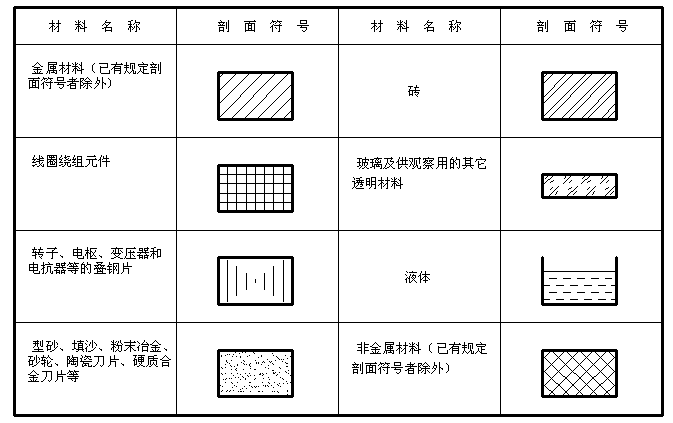 材 料 名 称 剖 面 符 号 材 料 名 称 剖 面 符 号
金属材料（已有规定剖
面符号者除外）
砖
线圈绕组元件
玻璃及供观察用的其它
透明材料
转子、电枢、变压器和
电抗器等的叠钢片
液体
型砂、填沙、粉末冶金、
砂轮、陶瓷刀片、硬质合
金刀片等
非金属材料（已有规定
剖面符号者除外）